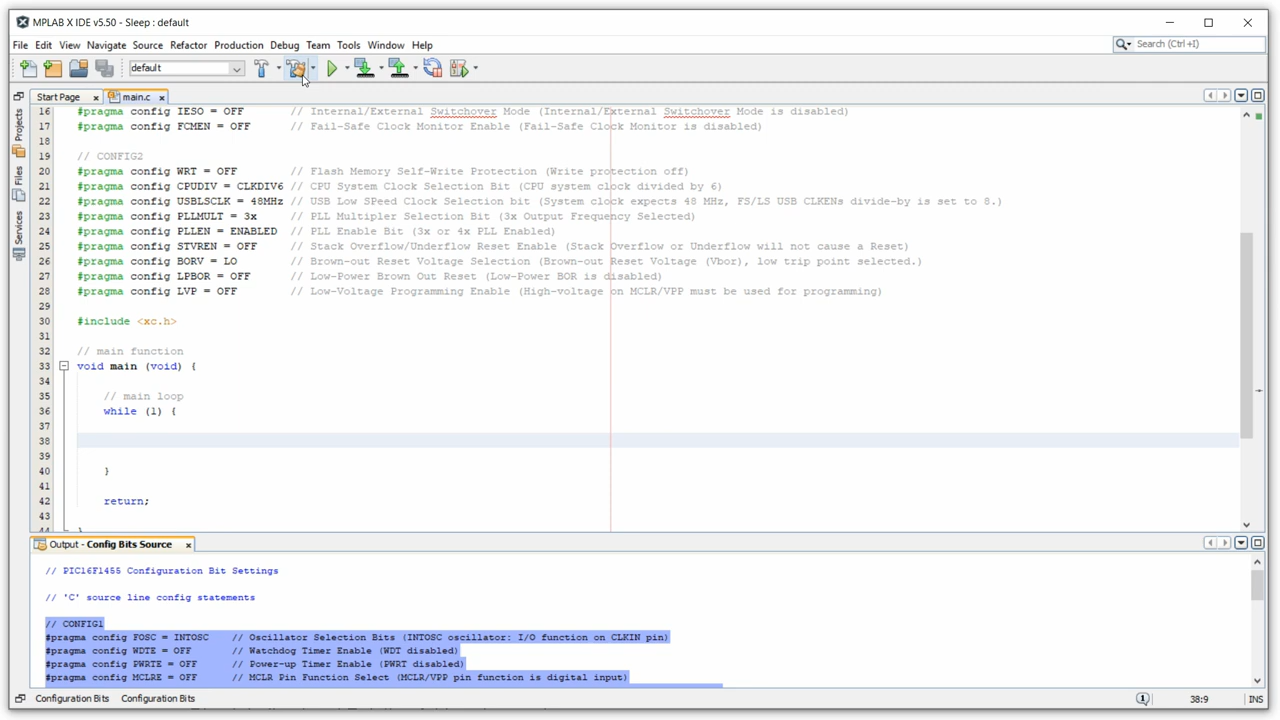 MPLAB X IDE v5.50 - Sleep : default
File Edit View Navigate Source Refactor Production Debug Team Tools Window Help
Search (Ctrl+I)
default
Start Page main.c
Projects
Files
Services
16 #pragma config IESO = OFF // Internal/External Switchover Mode (Internal/External Switchover Mode is disabled)
17 #pragma config FCMEN = OFF // Fail-Safe Clock Monitor Enable (Fail-Safe Clock Monitor is disabled)
18
19 // CONFIG2
20 #pragma config WRT = OFF // Flash Memory Self-Write Protection (Write protection off)
21 #pragma config CPUDIV = CLKDIV6 // CPU System Clock Selection Bit (CPU system clock divided by 6)
22 #pragma config USBLSCLK = 48MHz // USB Low SPeed Clock Selection bit (System clock expects 48 MHz, FS/LS USB CLKENs divide-by is set to 8.)
23 #pragma config PLLMULT = 3x // PLL Multipler Selection Bit (3x Output Frequency Selected)
24 #pragma config PLLEN = ENABLED // PLL Enable Bit (3x or 4x PLL Enabled)
25 #pragma config STVREN = OFF // Stack Overflow/Underflow Reset Enable (Stack Overflow or Underflow will not cause a Reset)
26 #pragma config BORV = LO // Brown-out Reset Voltage Selection (Brown-out Reset Voltage (Vbor), low trip point selected.)
27 #pragma config LPBOR = OFF // Low-Power Brown Out Reset (Low-Power BOR is disabled)
28 #pragma config LVP = OFF // Low-Voltage Programming Enable (High-voltage on MCLR/VPP must be used for programming)
29
30 #include <xc.h>
31
32 // main function
33 void main (void) {
34
35 // main loop
36 while (1) {
37
38
39
40 }
41
42 return;
43
44 }
Output - Config Bits Source
// PIC16F1455 Configuration Bit Settings
// 'C' source line config statements
// CONFIG1
#pragma config FOSC = INTOSC // Oscillator Selection Bits (INTOSC oscillator: I/O function on CLKIN pin)
#pragma config WDTE = OFF // Watchdog Timer Enable (WDT disabled)
#pragma config PWRTE = OFF // Power-up Timer Enable (PWRT disabled)
#pragma config MCLRE = OFF // MCLR Pin Function Select (MCLR/VPP pin function is digital input)
Configuration Bits Configuration Bits 1 38:9 INS